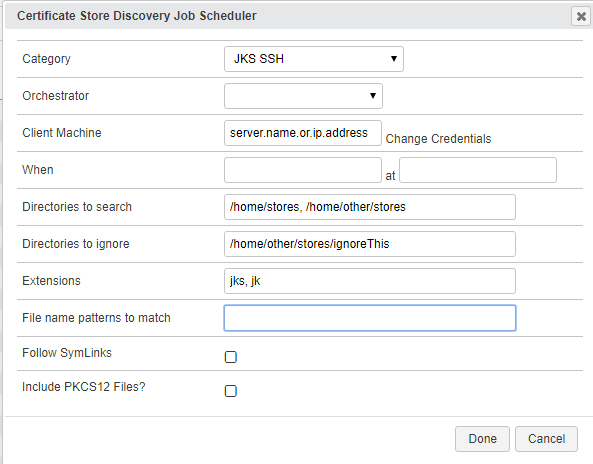 Certificate Store Discovery Job Scheduler
Category JKS SSH
Orchestrator
Client Machine server.name.or.ip.address Change Credentials
When at
Directories to search /home/stores, /home/other/stores
Directories to ignore /home/other/stores/ignoreThis
Extensions jks, jk
File name patterns to match
Follow SymLinks
Include PKCS12 Files?
Done Cancel